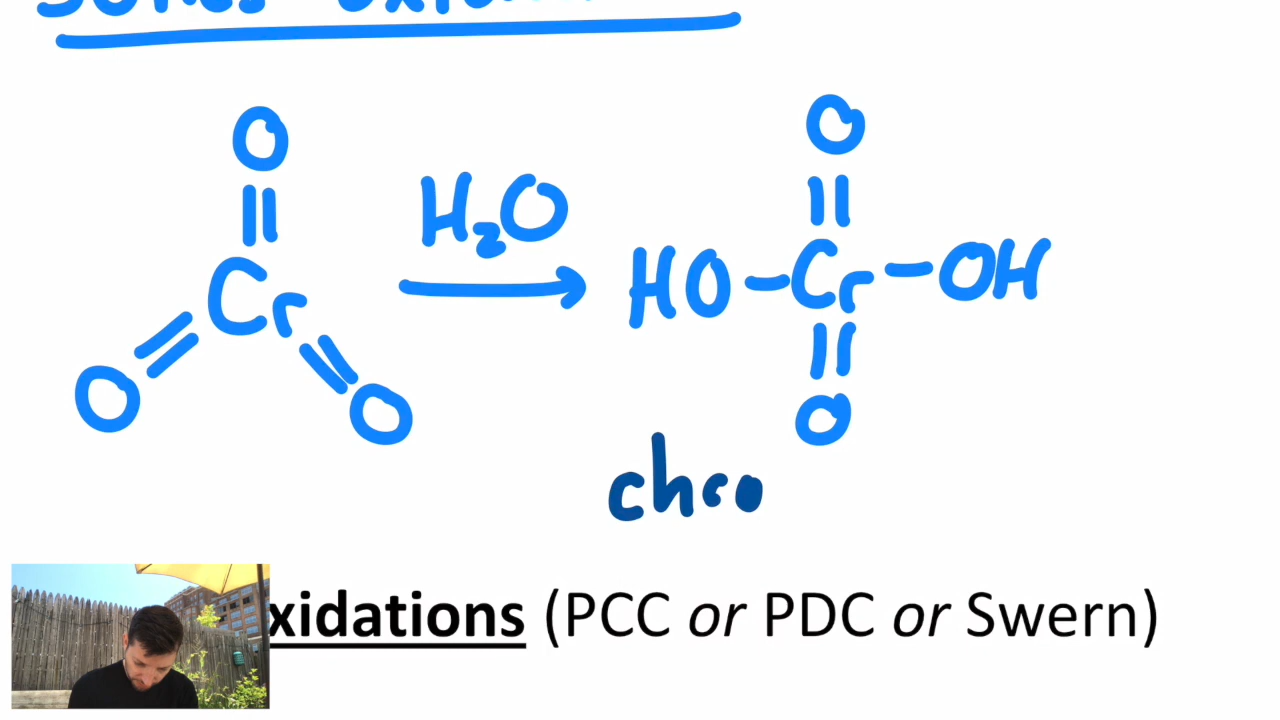 O O
H₂O
Cr HO-Cr-OH
O O O
chro
xidations (PCC or PDC or Swern)